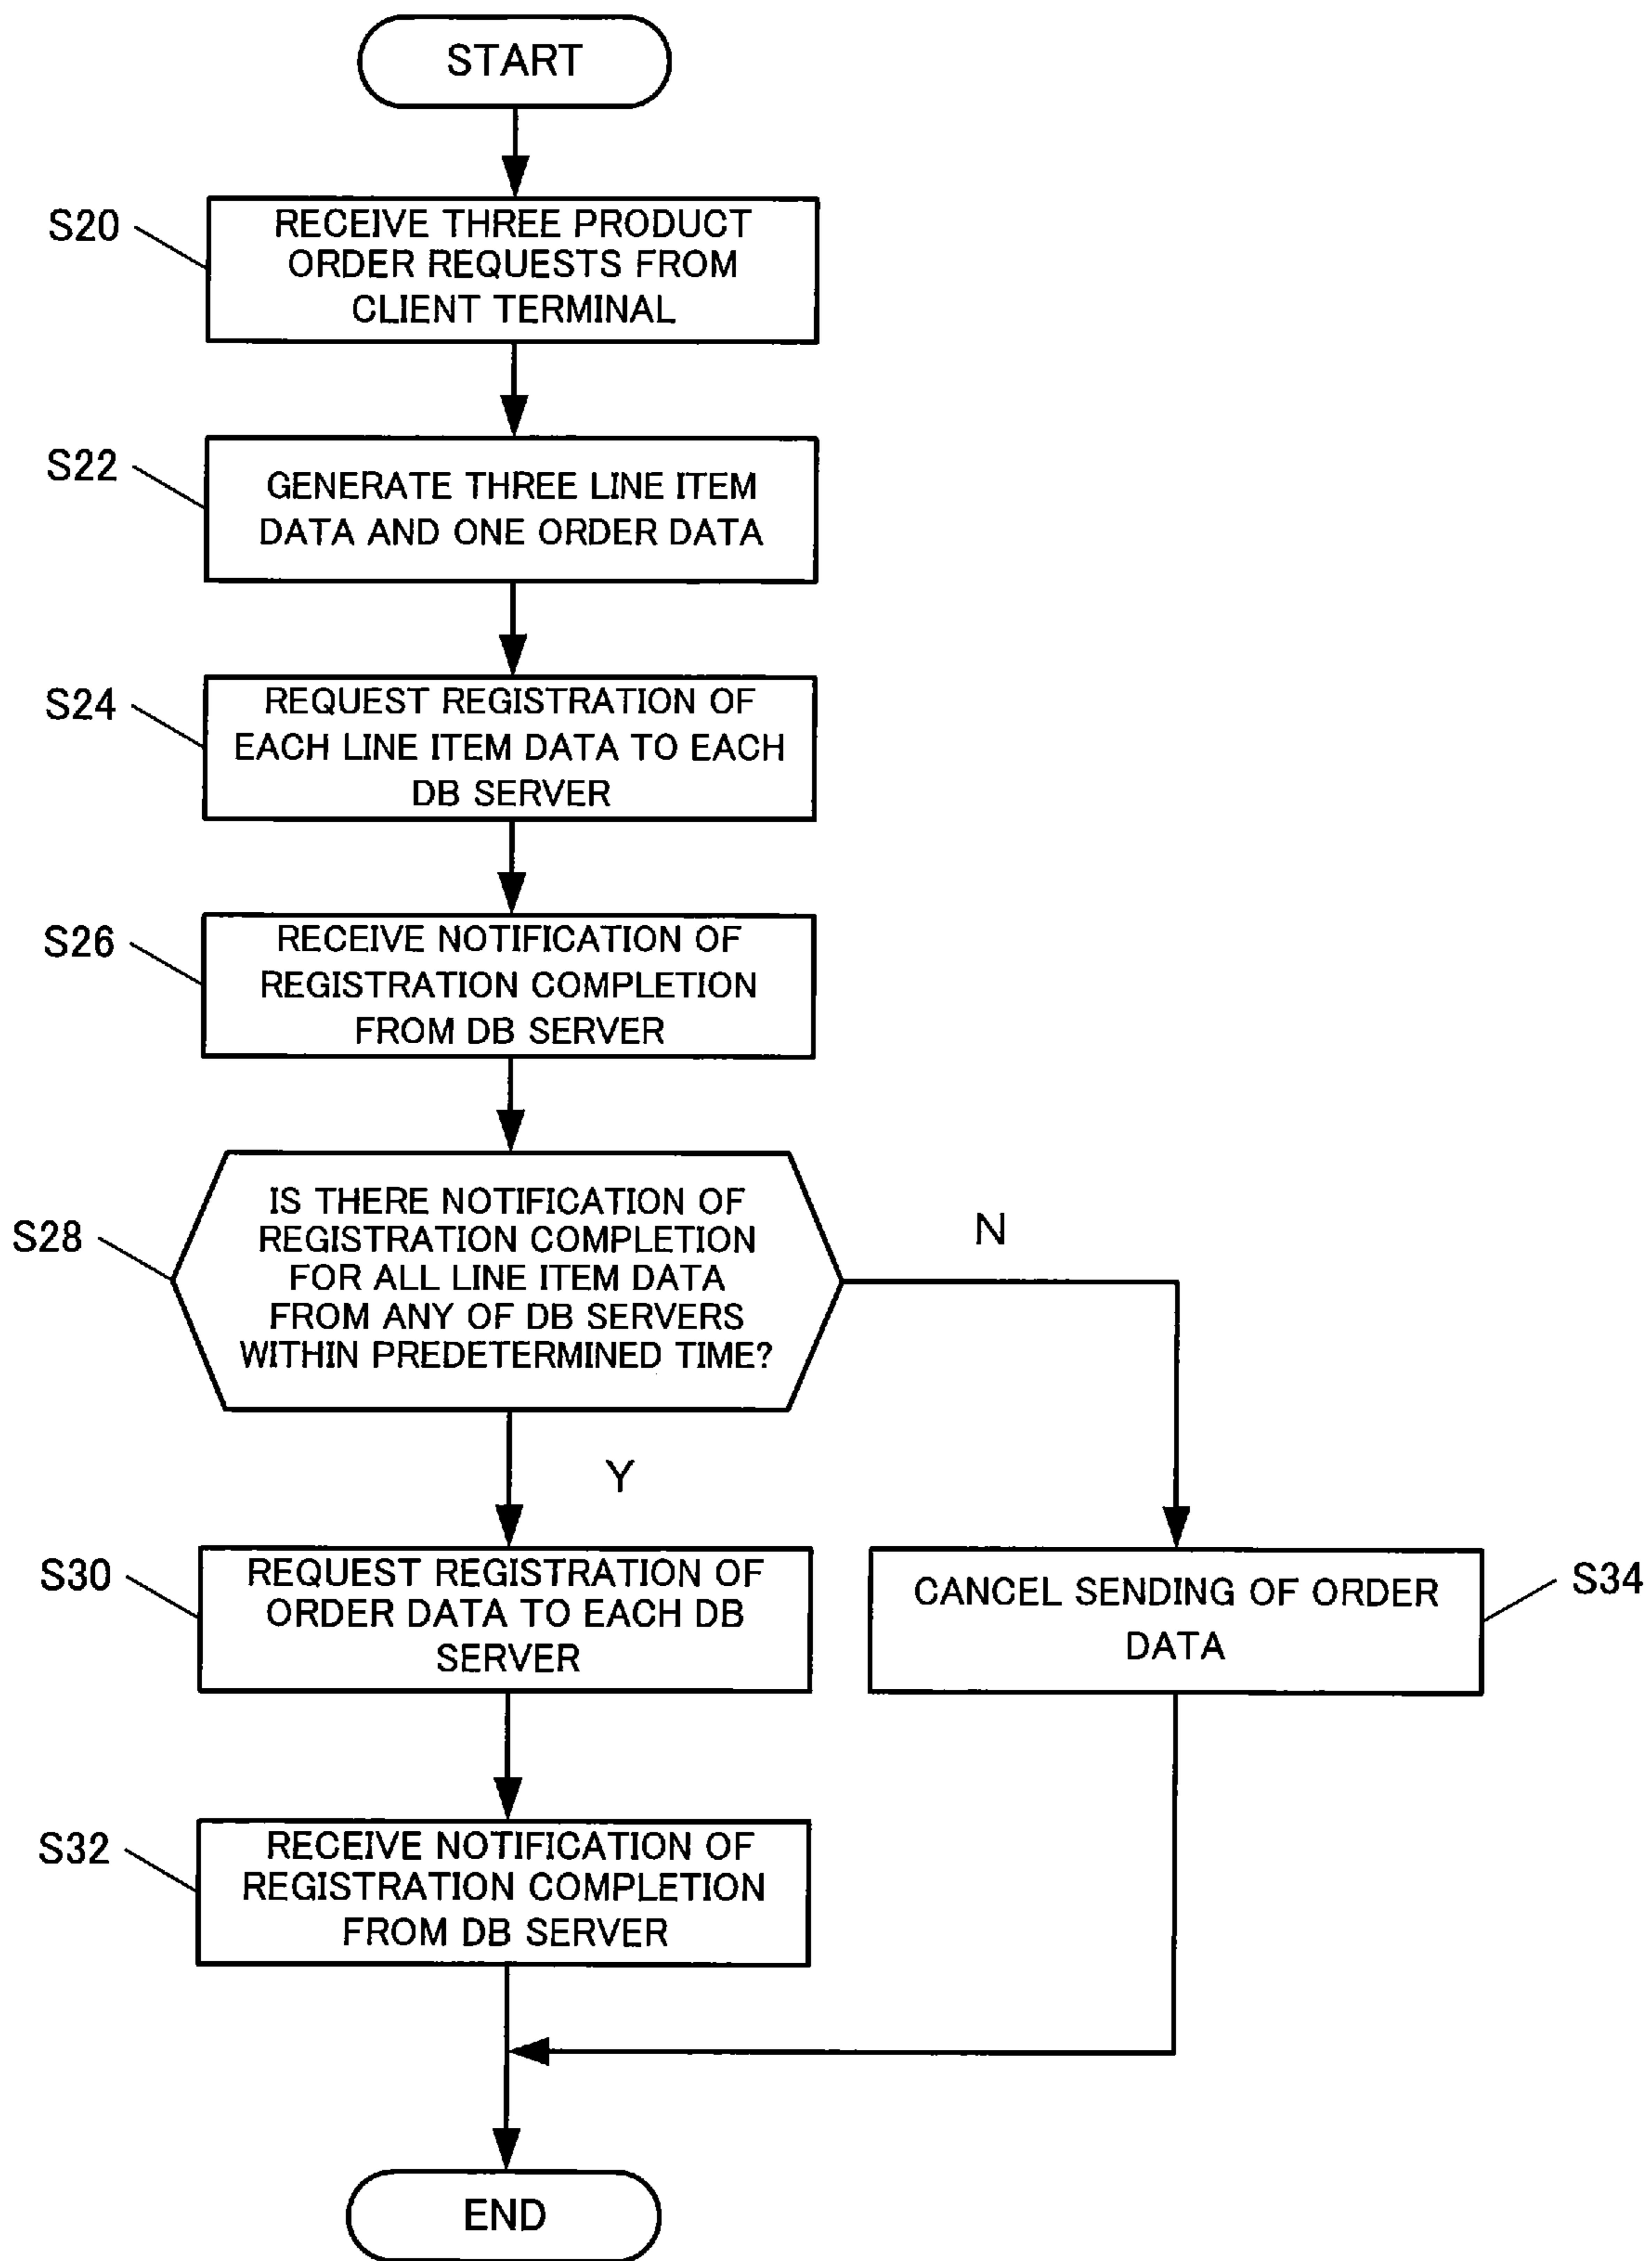 START
S20
RECEIVE THREE PRODUCT
ORDER REQUESTS FROM
CLIENT TERMINAL
S22
GENERATE THREE LINE ITEM
DATA AND ONE ORDER DATA
S24
REQUEST REGISTRATION OF
EACH LINE ITEM DATA TO EACH
DB SERVER
S26
RECEIVE NOTIFICATION OF
REGISTRATION COMPLETION
FROM DB SERVER
S28
IS THERE NOTIFICATION OF
REGISTRATION COMPLETION
FOR ALL LINE ITEM DATA
FROM ANY OF DB SERVERS
WITHIN PREDETERMINED TIME?
N
Y
S30
REQUEST REGISTRATION OF
ORDER DATA TO EACH DB
SERVER
S34
CANCEL SENDING OF ORDER
DATA
S32
RECEIVE NOTIFICATION OF
REGISTRATION COMPLETION
FROM DB SERVER
END